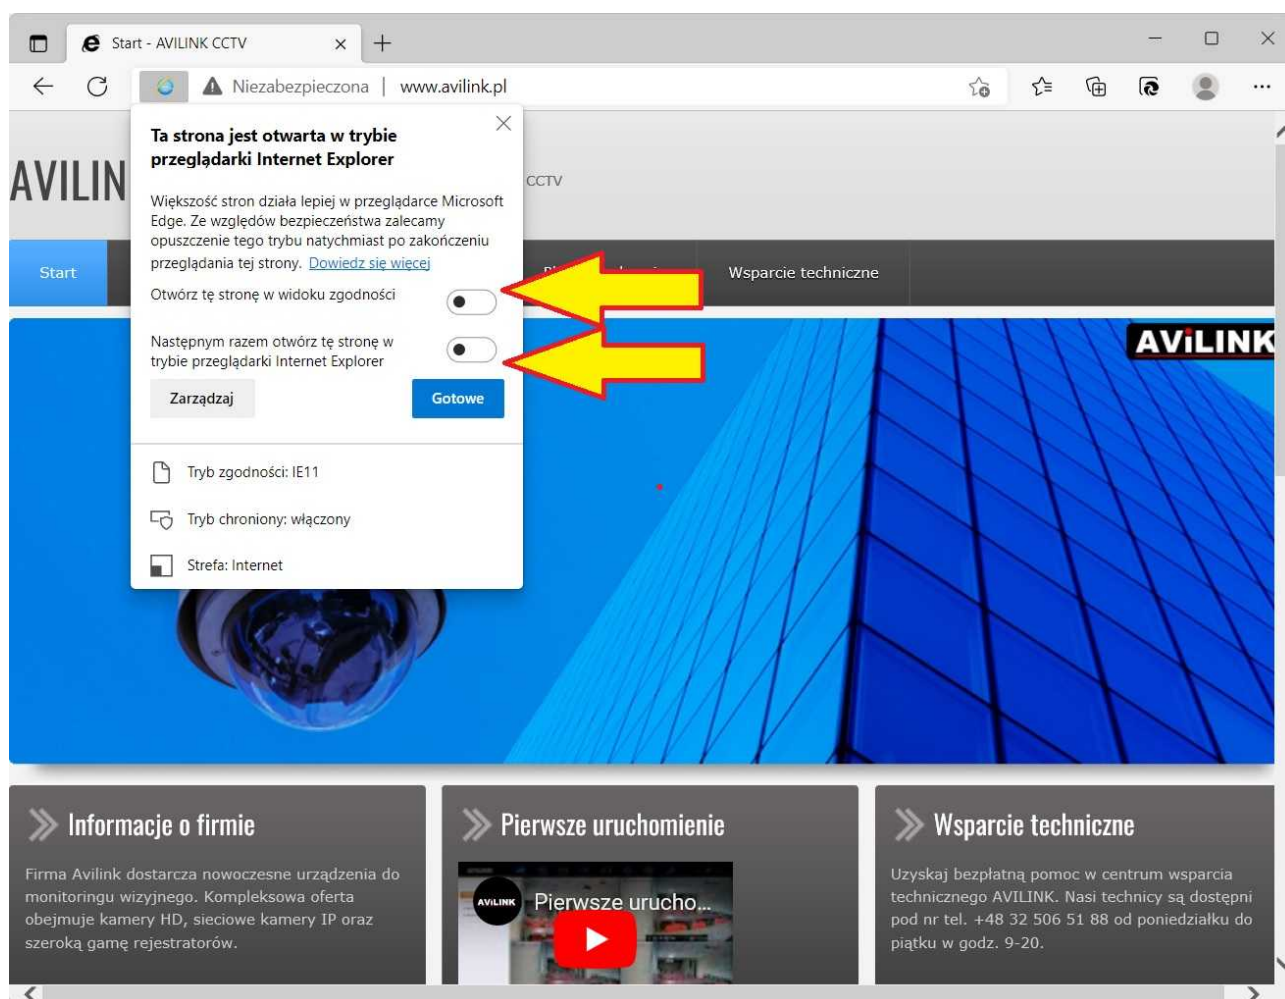 Start - AVILINK CCTV
Niezabezpieczona | www.avilink.pl
Ta strona jest otwarta w trybie
przeglądarki Internet Explorer
Większość stron działa lepiej w przeglądarce Microsoft
Edge. Ze względów bezpieczeństwa zalecamy
opuszczenie tego trybu natychmiast po zakończeniu
przeglądania tej strony. Dowiedz się więcej
Otwórz tę stronę w widoku zgodności
Następnym razem otwórz tę stronę w
trybie przeglądarki Internet Explorer
Zarządzaj
Gotowe
Tryb zgodności: IE11
Tryb chroniony: włączony
Strefa: Internet
AVILIN
CCTV
Start
Wsparcie techniczne
AViLINK
Informacje o firmie
Firma Avilink dostarcza nowoczesne urządzenia do
monitoringu wizyjnego. Kompleksowa oferta
obejmuje kamery HD, sieciowe kamery IP oraz
szeroką gamę rejestratorów.
Pierwsze uruchomienie
AViLINK
Pierwsze urucho...
Wsparcie techniczne
Uzyskaj bezpłatną pomoc w centrum wsparcia
technicznego AVILINK. Nasi technicy są dostępni
pod nr tel. +48 32 506 51 88 od poniedziałku do
piątku w godz. 9-20.